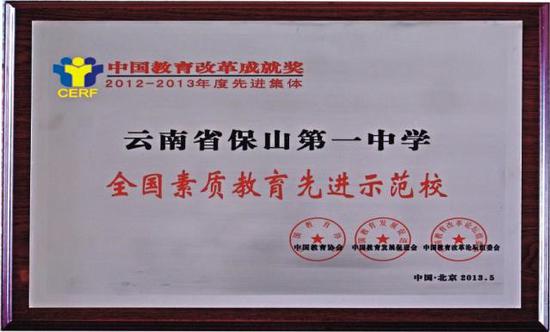 中国教育改革成就奖
2012-2013年度先进集体
CERF
云南省保山第一中学
全国素质教育先进示范校
中国教育协会 中国教育发展促进会 中国教育改革论坛组委会
中国·北京 2013.5